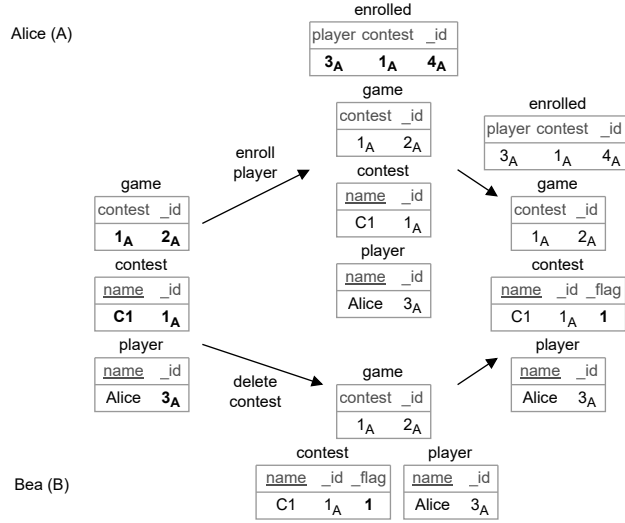 Alice (A)
enrolled
player contest _id
3A 1A 4A
game
contest _id
1A 2A
contest
name _id
C1 1A
player
name _id
Alice 3A
enroll
player
game
contest _id
1A 2A
contest
name _id
C1 1A
player
name _id
Alice 3A
delete
contest
game
contest _id
1A 2A
contest
name _id _flag
C1 1A 1
player
name _id
Alice 3A
enrolled
player contest _id
3A 1A 4A
game
contest _id
1A 2A
contest
name _id _flag
C1 1A 1
player
name _id
Alice 3A
Bea (B)